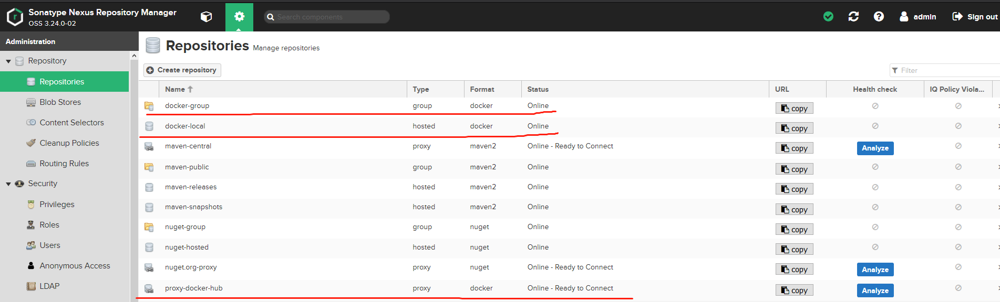 Sonatype Nexus Repository Manager
OSS 3.24.0-02
Search components
admin
Sign out
Administration
Repository
Repositories
Blob Stores
Content Selectors
Cleanup Policies
Routing Rules
Security
Privileges
Roles
Users
Anonymous Access
LDAP
Repositories Manage repositories
Create repository
Filter
Name Type Format Status URL Health check IQ Policy Viola...
docker-group group docker Online copy
docker-local hosted docker Online copy
maven-central proxy maven2 Online - Ready to Connect copy Analyze
maven-public group maven2 Online copy
maven-releases hosted maven2 Online copy
maven-snapshots hosted maven2 Online copy
nuget-group group nuget Online copy
nuget-hosted hosted nuget Online copy
nuget.org-proxy proxy nuget Online - Ready to Connect copy Analyze
proxy-docker-hub proxy docker Online - Ready to Connect copy Analyze